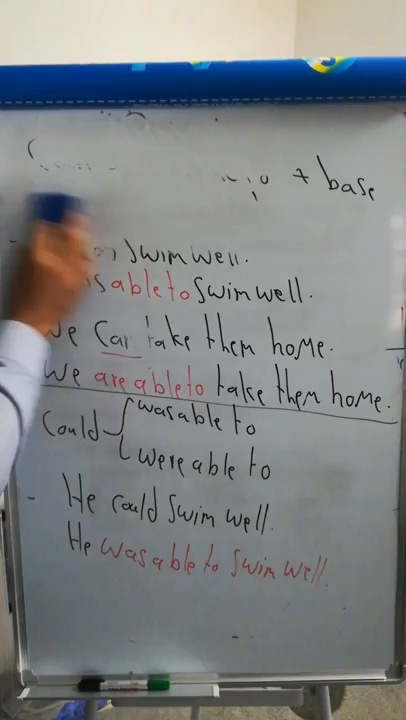 + base
swim well.
is able to swim well.
We can take them home.
We are able to take them home.
Could { was able to
were able to
- He could swim well.
He was able to swim well.